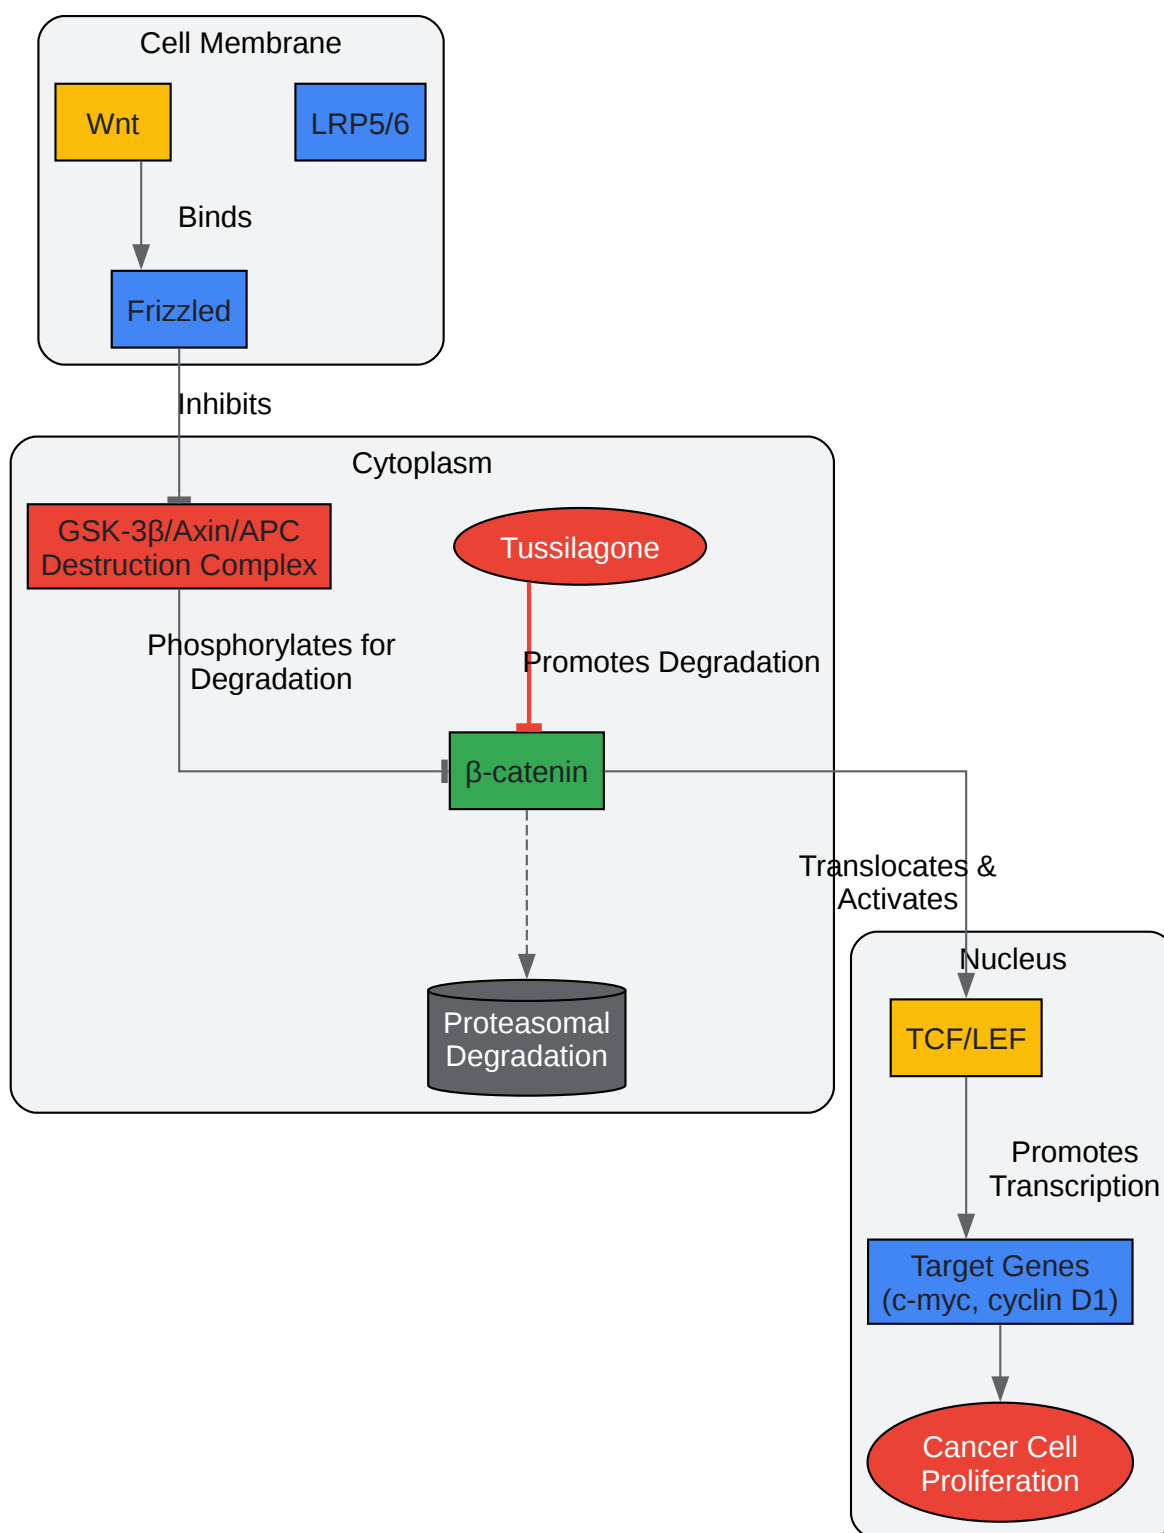 Cell Membrane
Wnt
LRP5/6
Binds
Frizzled
Inhibits
Cytoplasm
GSK-3β/Axin/APC
Destruction Complex
Tussilagone
Phosphorylates for
Degradation
Promotes Degradation
β-catenin
Translocates &
Activates
Proteasomal
Degradation
Nucleus
TCF/LEF
Promotes
Transcription
Target Genes
(c-myc, cyclin D1)
Cancer Cell
Proliferation